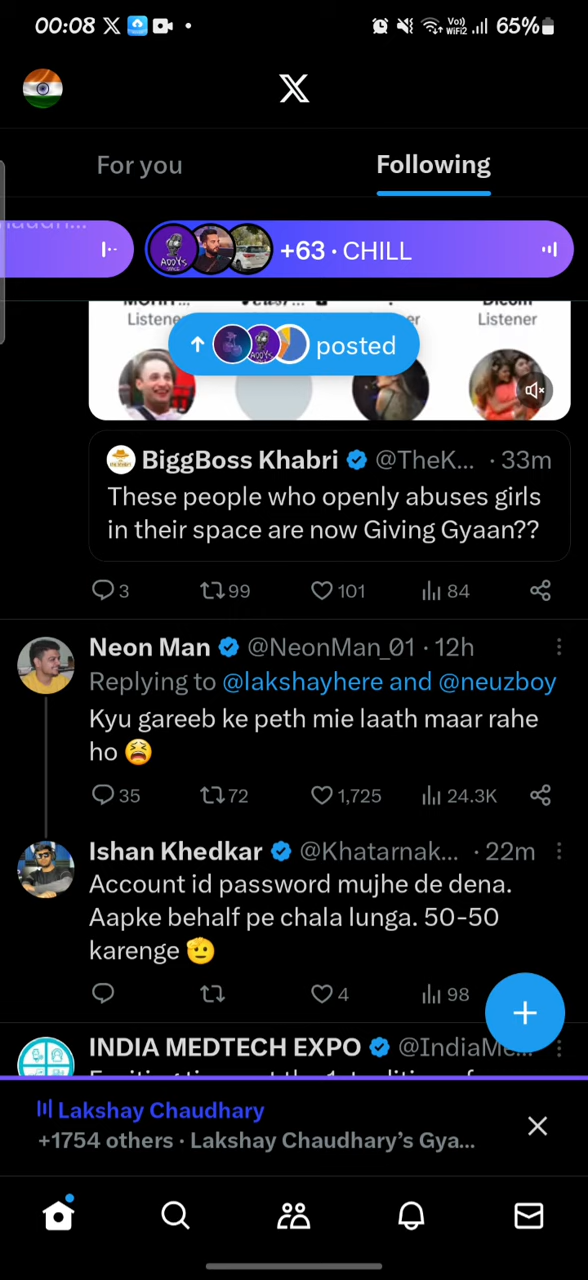 00:08
Vo) WiFi2
65%
For you
Following
+63 · CHILL
Listener
Listener
posted
BiggBoss Khabri @TheK... · 33m
These people who openly abuses girls
in their space are now Giving Gyaan??
3 99 101 84
Neon Man @NeonMan_01 · 12h
Replying to @lakshayhere and @neuzboy
Kyu gareeb ke peth mie laath maar rahe
ho 😫
35 72 1,725 24.3K
Ishan Khedkar @Khatarnak... · 22m
Account id password mujhe de dena.
Aapke behalf pe chala lunga. 50-50
karenge 🫡
4 98
INDIA MEDTECH EXPO @IndiaMe...
Lakshay Chaudhary
+1754 others · Lakshay Chaudhary's Gya...